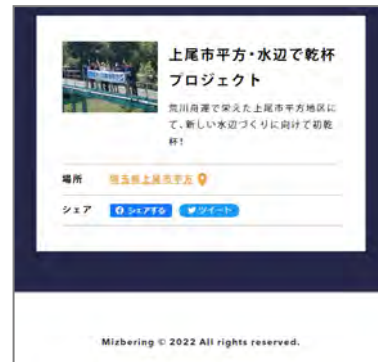 上尾市平方・水辺で乾杯
プロジェクト
荒川舟運で栄えた上尾市平方地区に
て、新しい水辺づくりに向けて初乾
杯！
場所
埼玉県上尾市平方
シェア
シェアする
ツイート
Mizbering © 2022 All rights reserved.